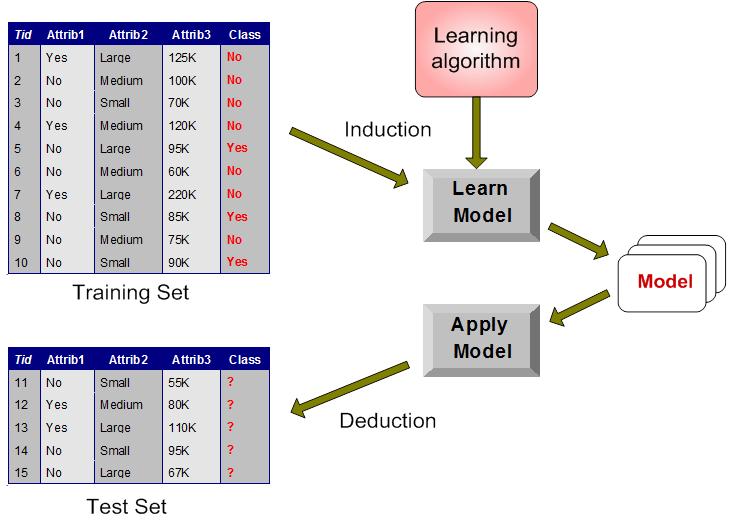 Tid Attrib1 Attrib2 Attrib3 Class
1 Yes Large 125K No
2 No Medium 100K No
3 No Small 70K No
4 Yes Medium 120K No
5 No Large 95K Yes
6 No Medium 60K No
7 Yes Large 220K No
8 No Small 85K Yes
9 No Medium 75K No
10 No Small 90K Yes
Training Set
Learning
algorithm
Induction
Learn
Model
Model
Apply
Model
Deduction
Tid Attrib1 Attrib2 Attrib3 Class
11 No Small 55K ?
12 Yes Medium 80K ?
13 Yes Large 110K ?
14 No Small 95K ?
15 No Large 67K ?
Test Set